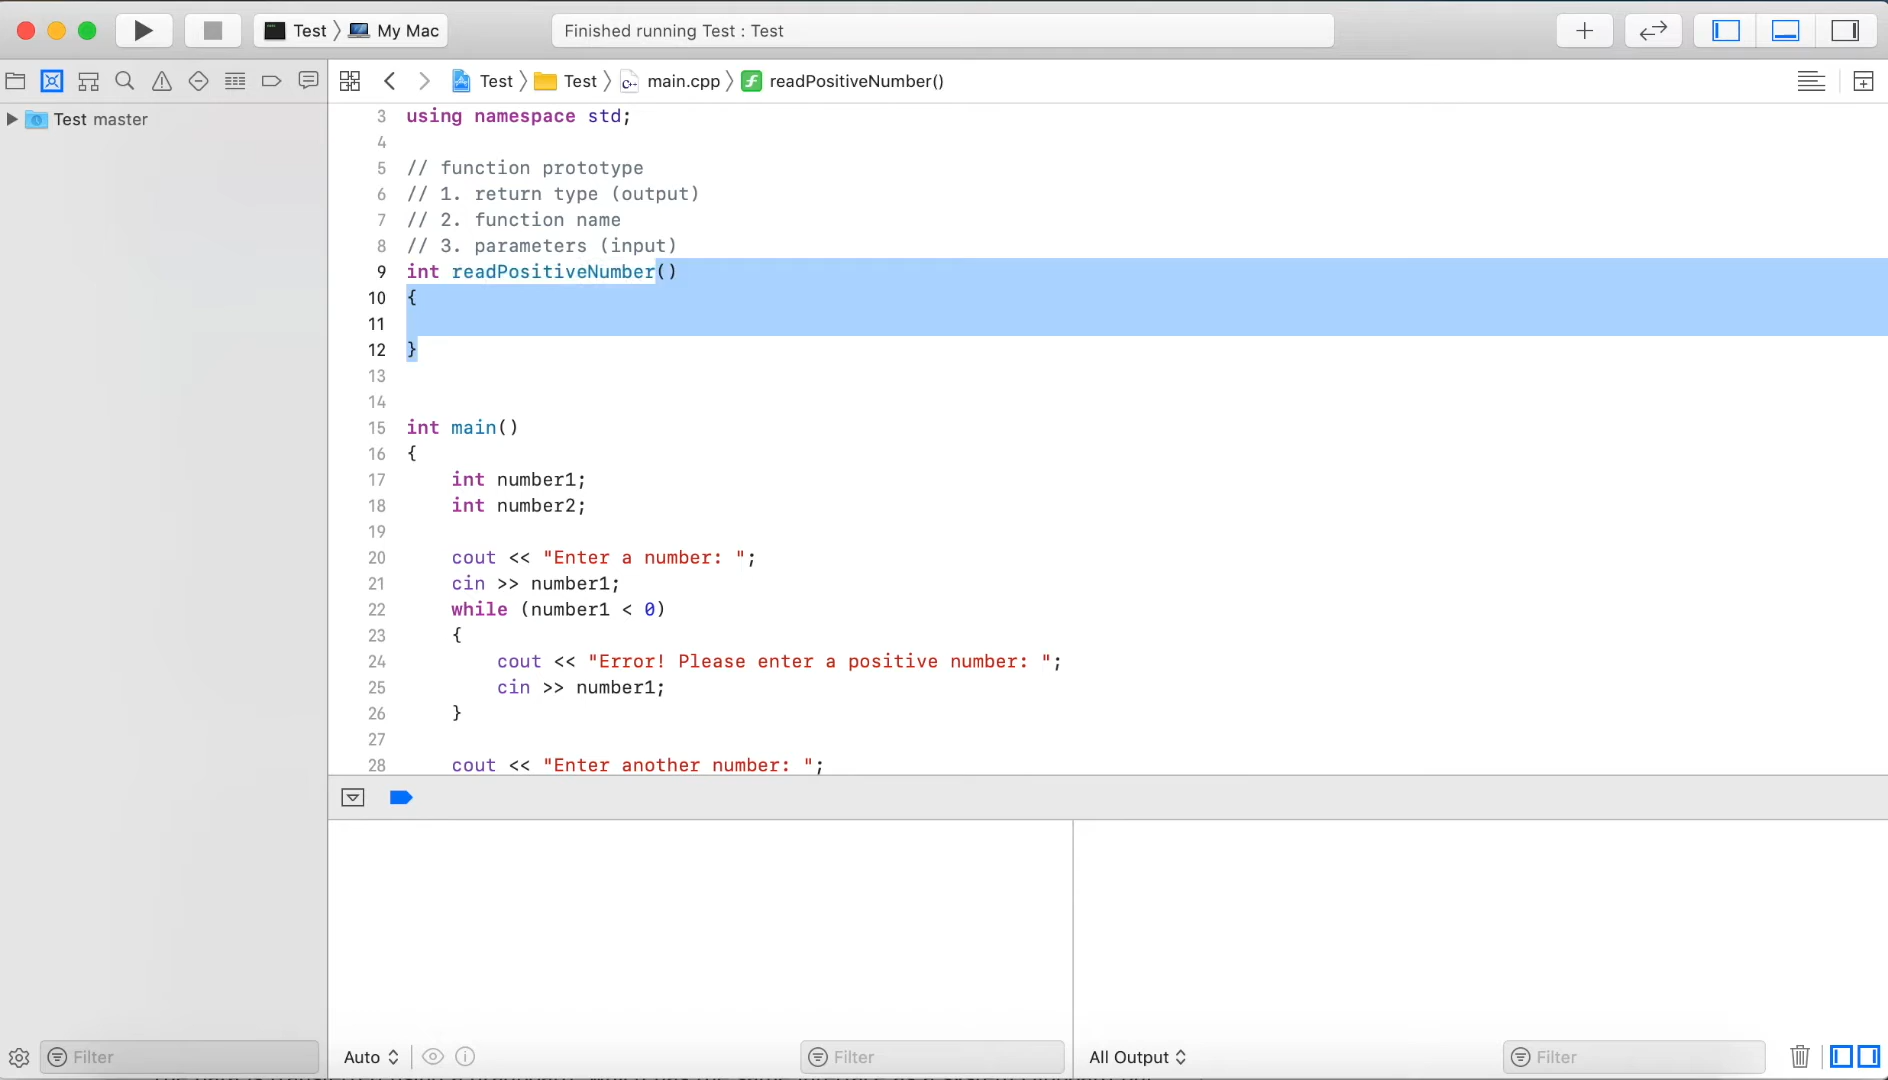 Test 〉 My Mac
Finished running Test : Test
Test 〉 Test 〉 main.cpp 〉 readPositiveNumber()
Test master
3 using namespace std;
4
5 // function prototype
6 // 1. return type (output)
7 // 2. function name
8 // 3. parameters (input)
9 int readPositiveNumber()
10 {
11
12 }
13
14
15 int main()
16 {
17 int number1;
18 int number2;
19
20 cout << "Enter a number: ";
21 cin >> number1;
22 while (number1 < 0)
23 {
24 cout << "Error! Please enter a positive number: ";
25 cin >> number1;
26 }
27
28 cout << "Enter another number: ";
Filter
Auto
Filter
All Output
Filter